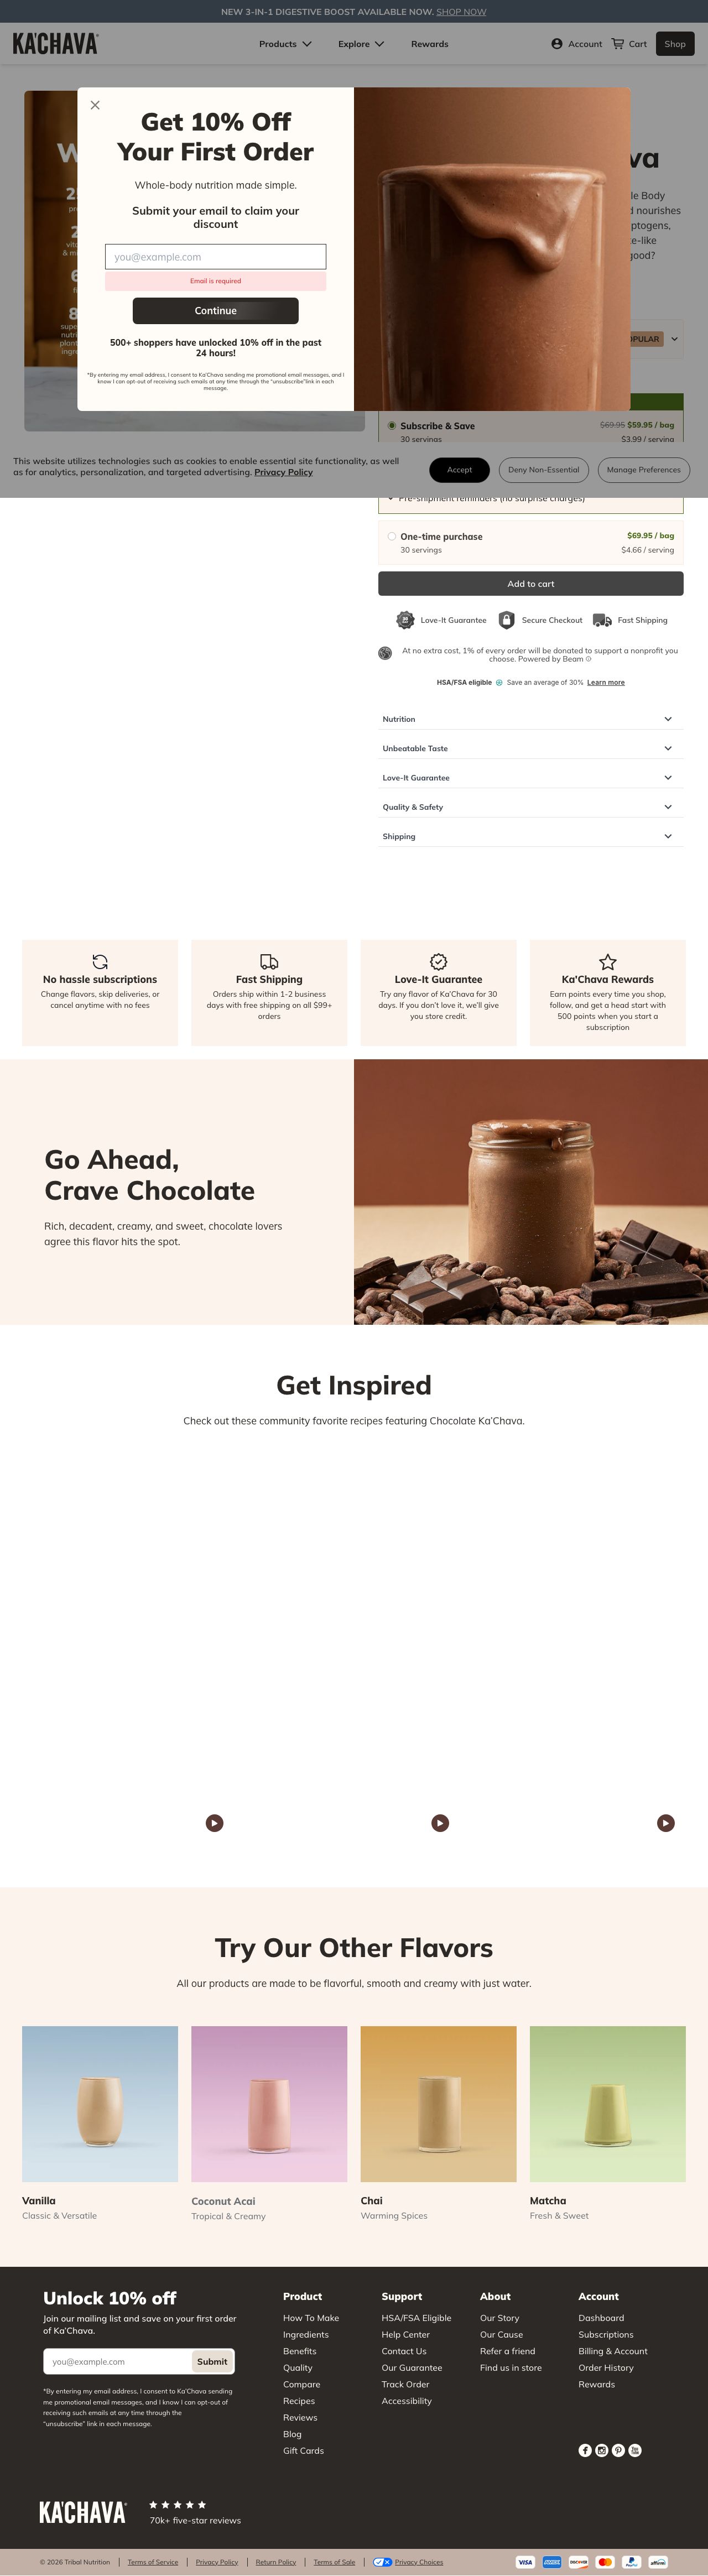 NEW 3-IN-1 DIGESTIVE BOOST AVAILABLE NOW. SHOP NOW
KA'CHAVA®
Products
Explore
Rewards
Account
Cart
Shop
Get 10% Off
Your First Order
Whole-body nutrition made simple.
Submit your email to claim your
discount
you@example.com
Email is required
Continue
500+ shoppers have unlocked 10% off in the past
24 hours!
*By entering my email address, I consent to Ka'Chava sending me promotional email messages, and I
know I can opt-out of receiving such emails at any time through the "unsubscribe"link in each
message.
Subscribe & Save
$69.95 $59.95 / bag
30 servings
$3.99 / serving
This website utilizes technologies such as cookies to enable essential site functionality, as well
as for analytics, personalization, and targeted advertising. Privacy Policy
Accept
Deny Non-Essential
Manage Preferences
Pre-shipment reminders (no surprise charges)
One-time purchase
$69.95 / bag
30 servings
$4.66 / serving
Add to cart
Love-It Guarantee
Secure Checkout
Fast Shipping
At no extra cost, 1% of every order will be donated to support a nonprofit you
choose. Powered by Beam
HSA/FSA eligible Save an average of 30% Learn more
Nutrition
Unbeatable Taste
Love-It Guarantee
Quality & Safety
Shipping
No hassle subscriptions
Change flavors, skip deliveries, or
cancel anytime with no fees
Fast Shipping
Orders ship within 1-2 business
days with free shipping on all $99+
orders
Love-It Guarantee
Try any flavor of Ka'Chava for 30
days. If you don't love it, we'll give
you store credit.
Ka'Chava Rewards
Earn points every time you shop,
follow, and get a head start with
500 points when you start a
subscription
Go Ahead,
Crave Chocolate
Rich, decadent, creamy, and sweet, chocolate lovers
agree this flavor hits the spot.
Get Inspired
Check out these community favorite recipes featuring Chocolate Ka'Chava.
Try Our Other Flavors
All our products are made to be flavorful, smooth and creamy with just water.
Vanilla
Classic & Versatile
Coconut Acai
Tropical & Creamy
Chai
Warming Spices
Matcha
Fresh & Sweet
Unlock 10% off
Join our mailing list and save on your first order
of Ka'Chava.
you@example.com
Submit
*By entering my email address, I consent to Ka'Chava sending
me promotional email messages, and I know I can opt-out of
receiving such emails at any time through the
"unsubscribe" link in each message.
Product
How To Make
Ingredients
Benefits
Quality
Compare
Recipes
Reviews
Blog
Gift Cards
Support
HSA/FSA Eligible
Help Center
Contact Us
Our Guarantee
Track Order
Accessibility
About
Our Story
Our Cause
Refer a friend
Find us in store
Account
Dashboard
Subscriptions
Billing & Account
Order History
Rewards
KA'CHAVA®
70k+ five-star reviews
© 2026 Tribal Nutrition
Terms of Service
Privacy Policy
Return Policy
Terms of Sale
Privacy Choices
VISA
DISCOVER
PayPal
affirm